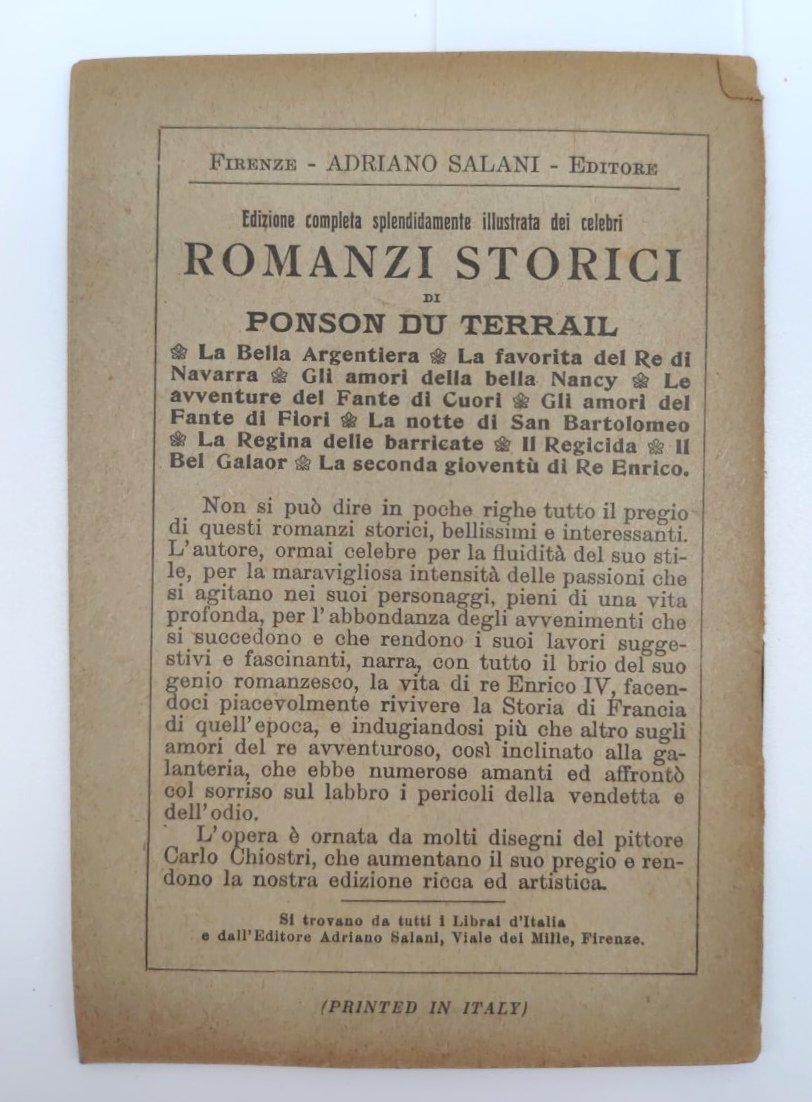 FIRENZE - ADRIANO SALANI - EDITORE
Edizione completa splendidamente illustrata dei celebri
ROMANZI STORICI
DI
PONSON DU TERRAIL
❀ La Bella Argentiera ❀ La favorita del Re di
Navarra ❀ Gli amori della bella Nancy ❀ Le
avventure del Fante di Cuori ❀ Gli amori del
Fante di Fiori ❀ La notte di San Bartolomeo
❀ La Regina delle barricate ❀ Il Regicida ❀ Il
Bel Galaor ❀ La seconda gioventù di Re Enrico.
Non si può dire in poche righe tutto il pregio
di questi romanzi storici, bellissimi e interessanti.
L'autore, ormai celebre per la fluidità del suo sti-
le, per la maravigliosa intensità delle passioni che
si agitano nei suoi personaggi, pieni di una vita
profonda, per l'abbondanza degli avvenimenti che
si succedono e che rendono i suoi lavori sugge-
stivi e fascinanti, narra, con tutto il brio del suo
genio romanzesco, la vita di re Enrico IV, facen-
doci piacevolmente rivivere la Storia di Francia
di quell'epoca, e indugiandosi più che altro sugli
amori del re avventuroso, così inclinato alla ga-
lanteria, che ebbe numerose amanti ed affrontò
col sorriso sul labbro i pericoli della vendetta e
dell'odio.
L'opera è ornata da molti disegni del pittore
Carlo Chiostri, che aumentano il suo pregio e ren-
dono la nostra edizione ricca ed artistica.
Si trovano da tutti i Librai d'Italia
e dall'Editore Adriano Salani, Viale dei Mille, Firenze.
(PRINTED IN ITALY)